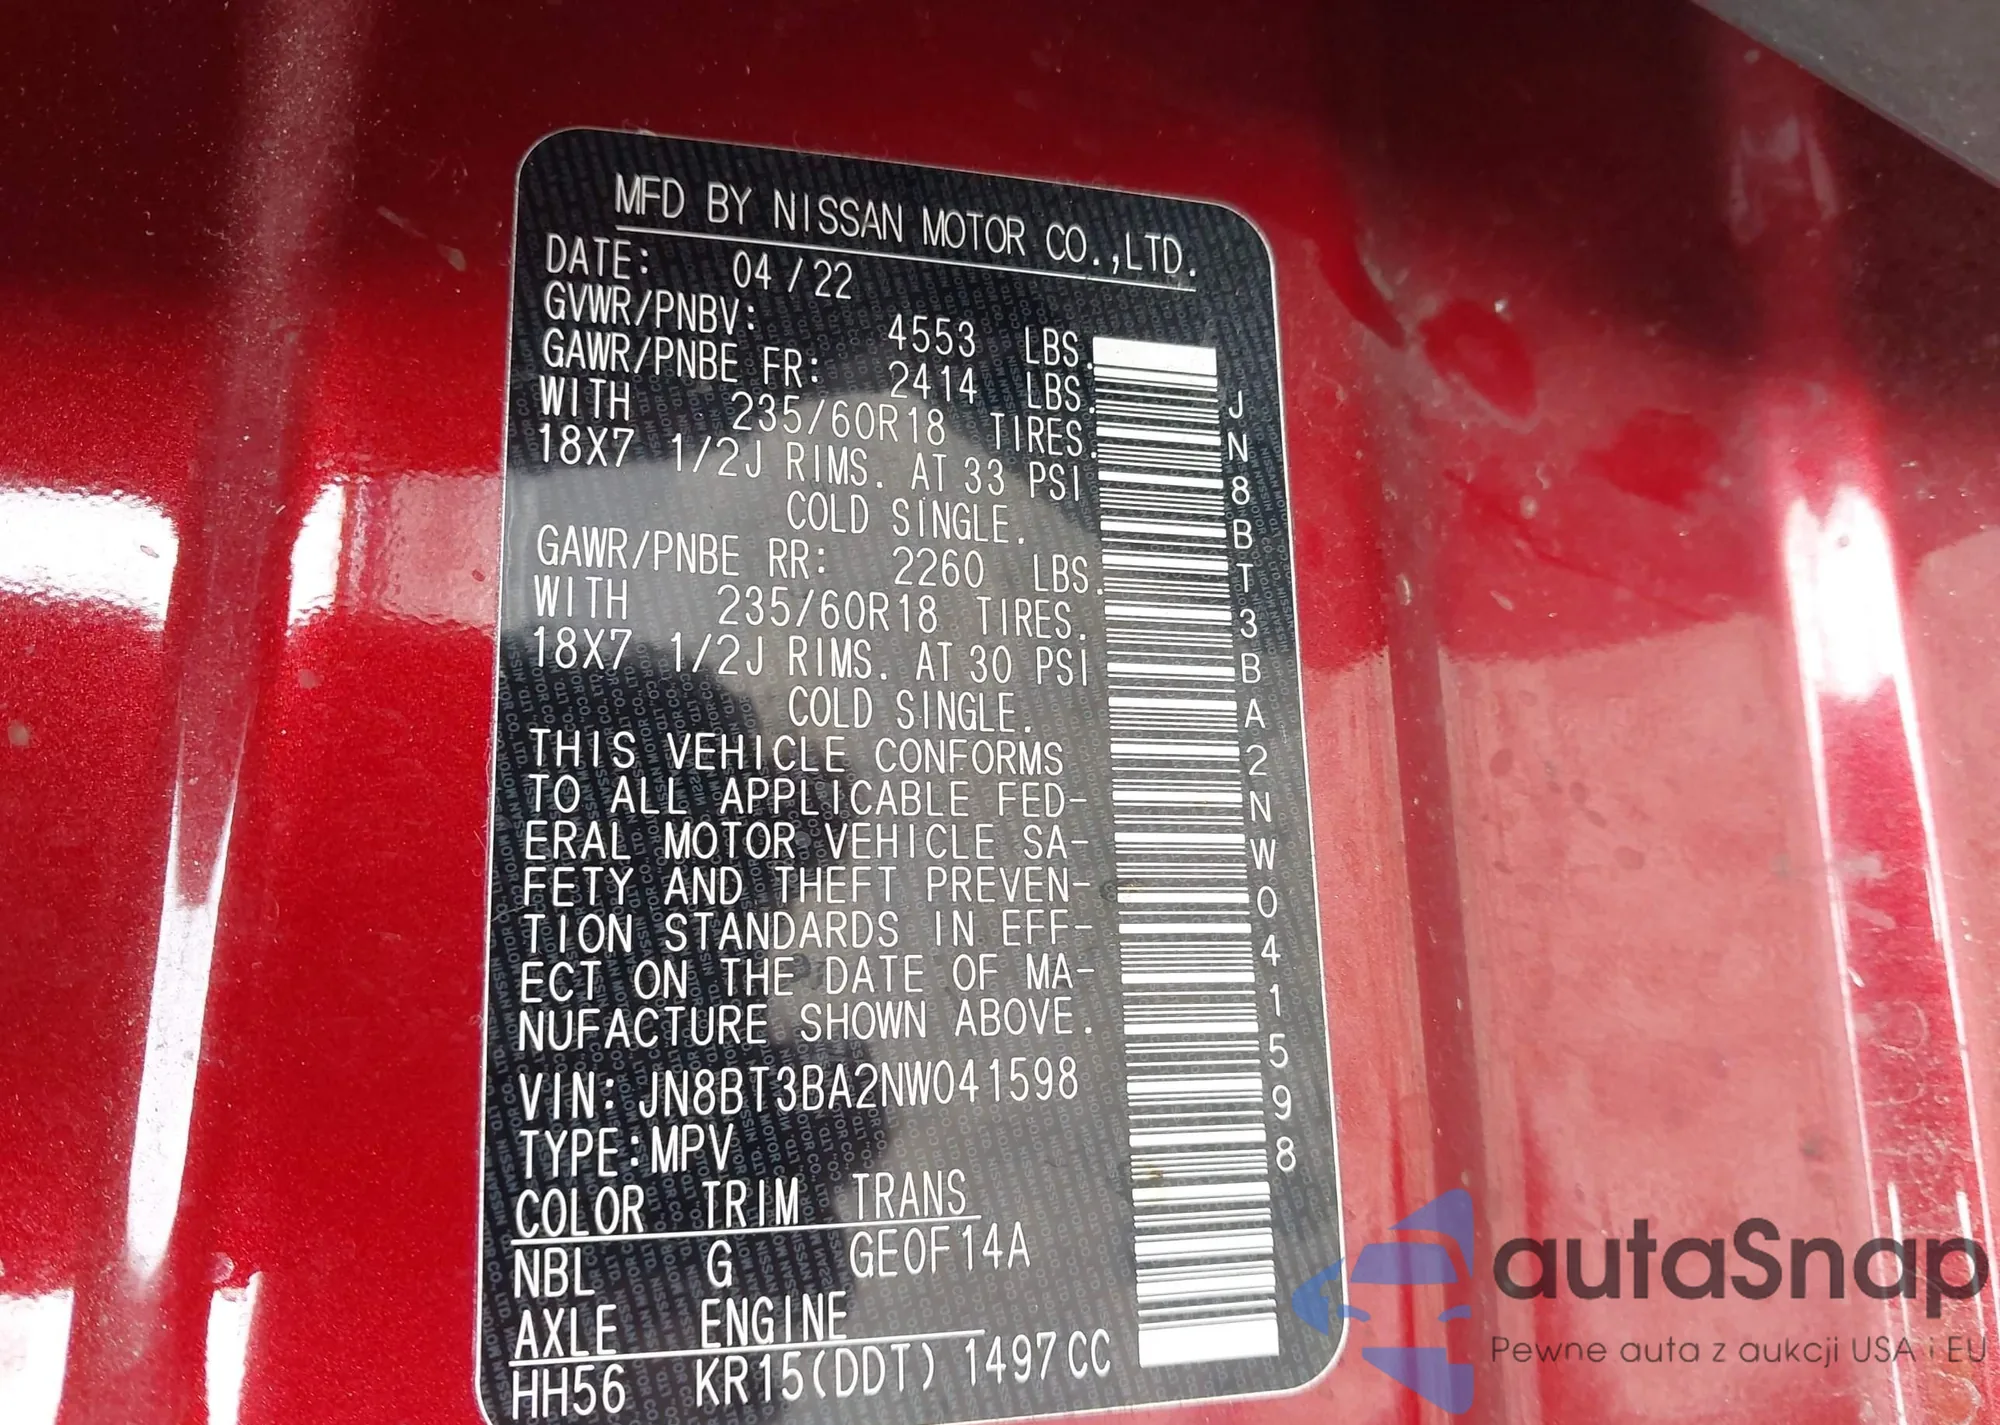 MFD BY NISSAN MOTOR CO.,LTD.
DATE: 04/22
GVWR/PNBV: 4553 LBS.
GAWR/PNBE FR: 2414 LBS.
WITH 235/60R18 TIRES.
18X7 1/2J RIMS. AT 33 PSI
COLD SINGLE.
GAWR/PNBE RR: 2260 LBS.
WITH 235/60R18 TIRES.
18X7 1/2J RIMS. AT 30 PSI
COLD SINGLE.
THIS VEHICLE CONFORMS
TO ALL APPLICABLE FED-
ERAL MOTOR VEHICLE SA-
FETY AND THEFT PREVEN-
TION STANDARDS IN EFF-
ECT ON THE DATE OF MA-
NUFACTURE SHOWN ABOVE.
VIN: JN8BT3BA2NW041598
TYPE:MPV
COLOR TRIM TRANS
NBL G GE0F14A
AXLE ENGINE
HH56 KR15(DDT) 1497CC
JN8BT3BA2NW041598
autaSnap
Pewne auta z aukcji USA i EU